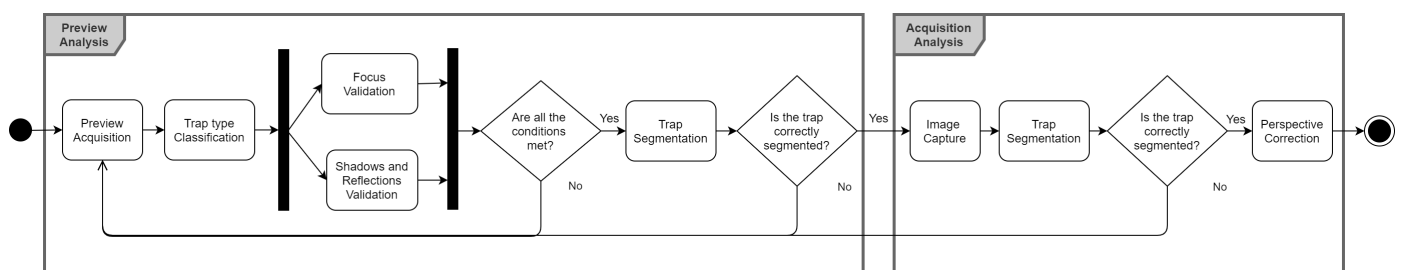 Preview
Analysis
Preview
Acquisition
Trap type
Classification
Focus
Validation
Shadows and
Reflections
Validation
Are all the
conditions
met?
Yes
No
Trap
Segmentation
Is the trap
correctly
segmented?
Yes
No
Acquisition
Analysis
Image
Capture
Trap
Segmentation
Is the trap
correctly
segmented?
Yes
No
Perspective
Correction